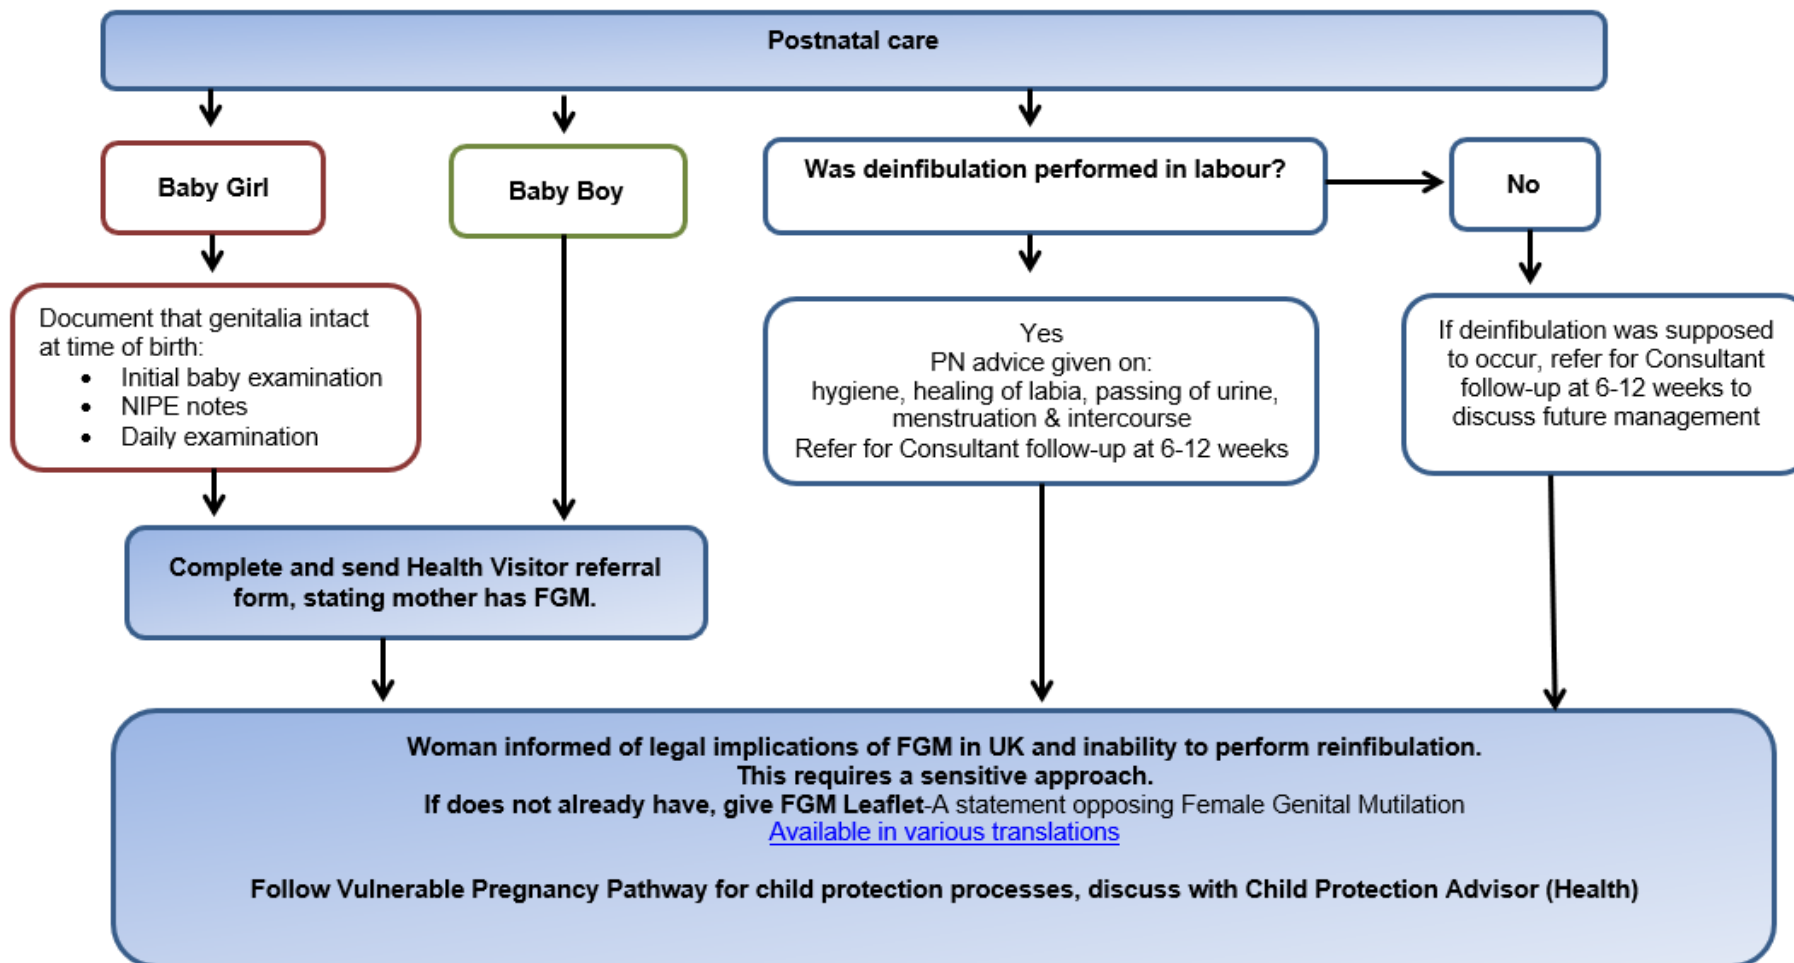 Postnatal care
Baby Girl
Baby Boy
Was deinfibulation performed in labour?
No
Document that genitalia intact
at time of birth:
• Initial baby examination
• NIPE notes
• Daily examination
Yes
PN advice given on:
hygiene, healing of labia, passing of urine,
menstruation & intercourse
Refer for Consultant follow-up at 6-12 weeks
If deinfibulation was supposed
to occur, refer for Consultant
follow-up at 6-12 weeks to
discuss future management
Complete and send Health Visitor referral
form, stating mother has FGM.
Woman informed of legal implications of FGM in UK and inability to perform reinfibulation.
This requires a sensitive approach.
If does not already have, give FGM Leaflet-A statement opposing Female Genital Mutilation
Available in various translations
Follow Vulnerable Pregnancy Pathway for child protection processes, discuss with Child Protection Advisor (Health)